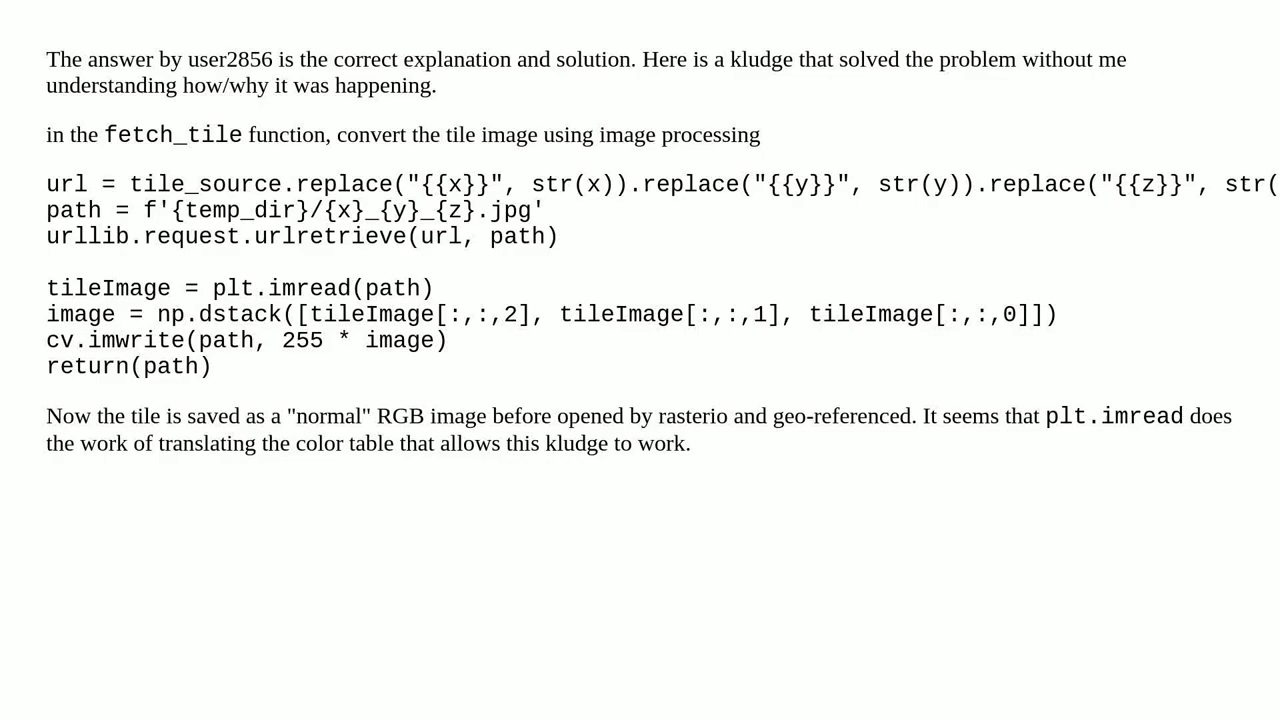 The answer by user2856 is the correct explanation and solution. Here is a kludge that solved the problem without me
understanding how/why it was happening.
in the fetch_tile function, convert the tile image using image processing
url = tile_source.replace("{{x}}", str(x)).replace("{{y}}", str(y)).replace("{{z}}", str(
path = f'{temp_dir}/{x}_{y}_{z}.jpg'
urllib.request.urlretrieve(url, path)
tileImage = plt.imread(path)
image = np.dstack([tileImage[:,:,2], tileImage[:,:,1], tileImage[:,:,0]])
cv.imwrite(path, 255 * image)
return(path)
Now the tile is saved as a "normal" RGB image before opened by rasterio and geo-referenced. It seems that plt.imread does
the work of translating the color table that allows this kludge to work.